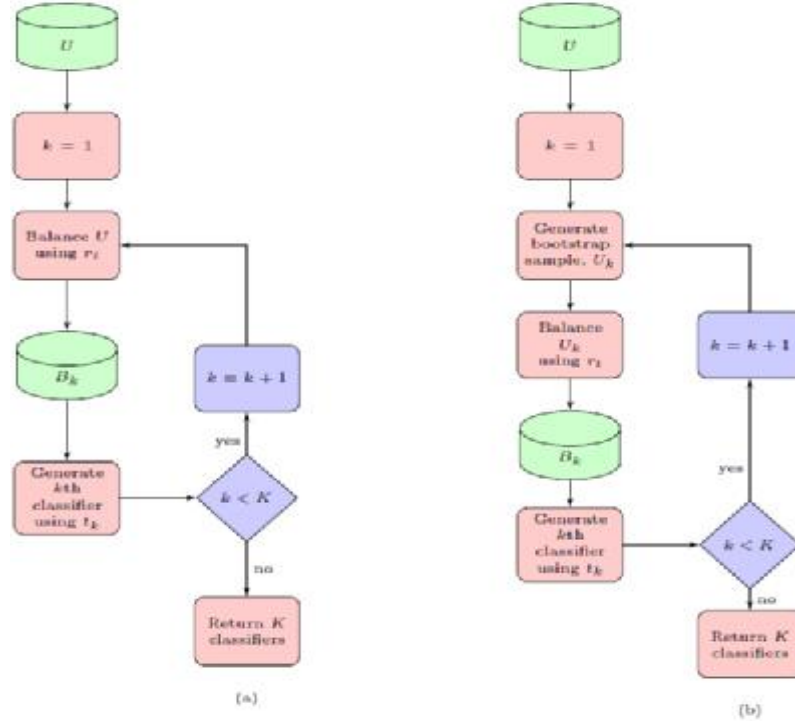 U
k = 1
Balance U
using r_i
B_k
k = k + 1
Generate
kth
classifier
using t_k
yes
k < K
no
Return K
classifiers
(a)
U
k = 1
Generate
bootstrap
sample, U_k
Balance
U_k
using r_i
k = k + 1
B_k
yes
Generate
kth
classifier
using t_k
k < K
no
Return K
classifiers
(b)